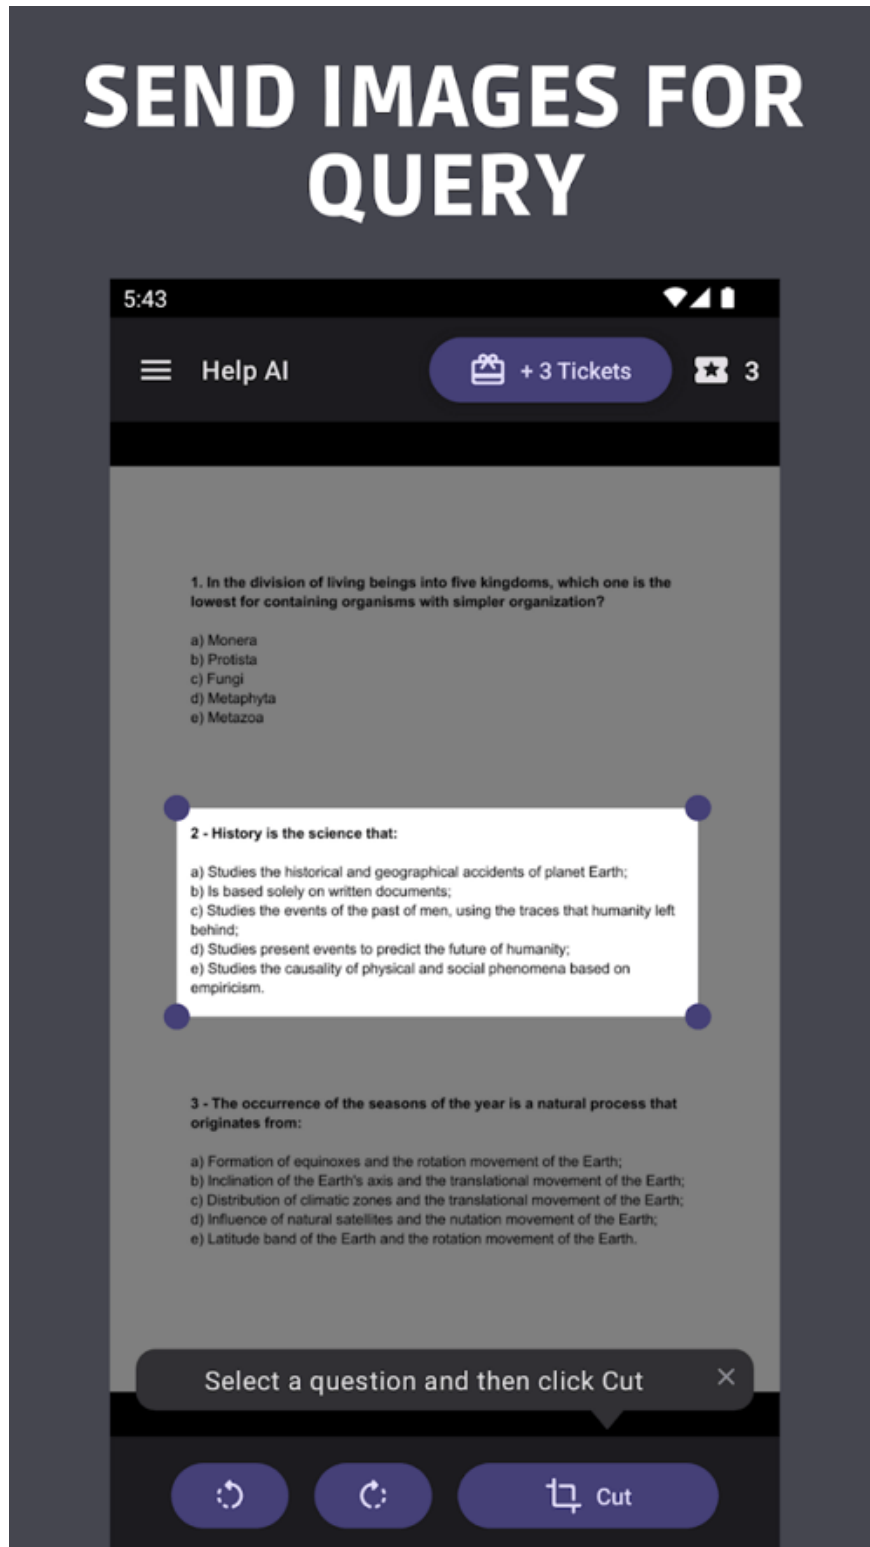 SEND IMAGES FOR
QUERY
5:43
Help AI
+ 3 Tickets
3
1. In the division of living beings into five kingdoms, which one is the
lowest for containing organisms with simpler organization?
a) Monera
b) Protista
c) Fungi
d) Metaphyta
e) Metazoa
2 - History is the science that:
a) Studies the historical and geographical accidents of planet Earth;
b) Is based solely on written documents;
c) Studies the events of the past of men, using the traces that humanity left
behind;
d) Studies present events to predict the future of humanity;
e) Studies the causality of physical and social phenomena based on
empiricism.
3 - The occurrence of the seasons of the year is a natural process that
originates from:
a) Formation of equinoxes and the rotation movement of the Earth;
b) Inclination of the Earth's axis and the translational movement of the Earth;
c) Distribution of climatic zones and the translational movement of the Earth;
d) Influence of natural satellites and the nutation movement of the Earth;
e) Latitude band of the Earth and the rotation movement of the Earth.
Select a question and then click Cut
Cut